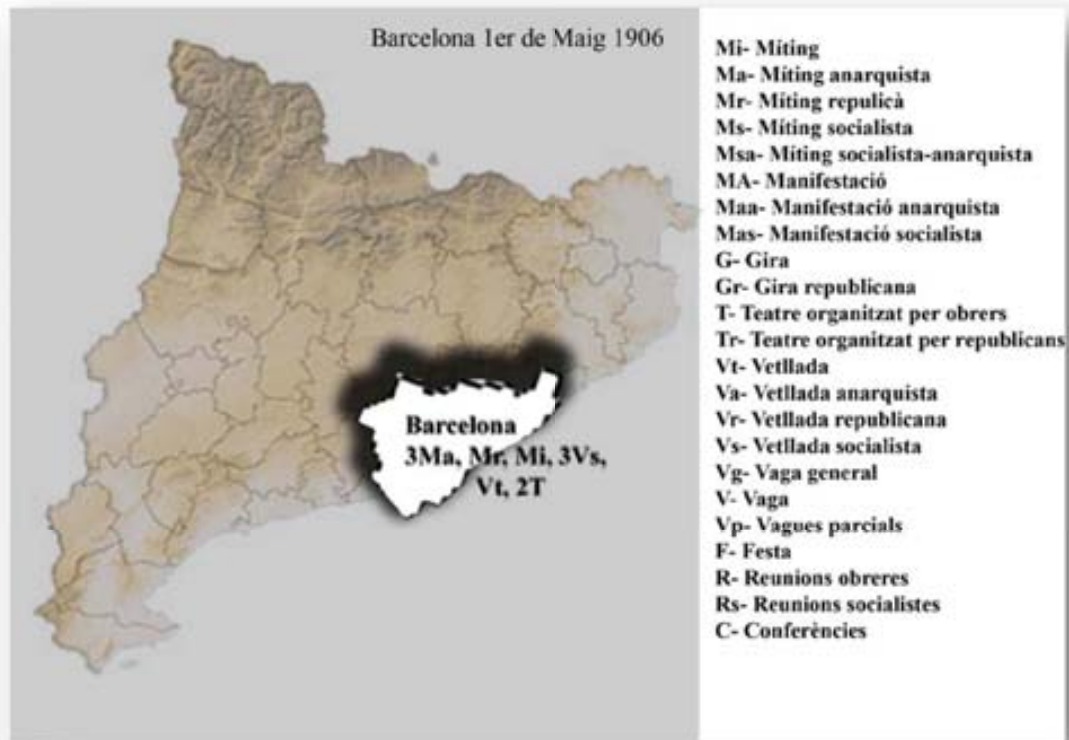 Barcelona 1er de Maig 1906
Barcelona
3Ma, Mr, Mi, 3Vs,
Vt, 2T
Mi- Míting
Ma- Míting anarquista
Mr- Míting repulicà
Ms- Míting socialista
Msa- Míting socialista-anarquista
MA- Manifestació
Maa- Manifestació anarquista
Mas- Manifestació socialista
G- Gira
Gr- Gira republicana
T- Teatre organitzat per obrers
Tr- Teatre organitzat per republicans
Vt- Vetllada
Va- Vetllada anarquista
Vr- Vetllada republicana
Vs- Vetllada socialista
Vg- Vaga general
V- Vaga
Vp- Vagues parcials
F- Festa
R- Reunions obreres
Rs- Reunions socialistes
C- Conferències